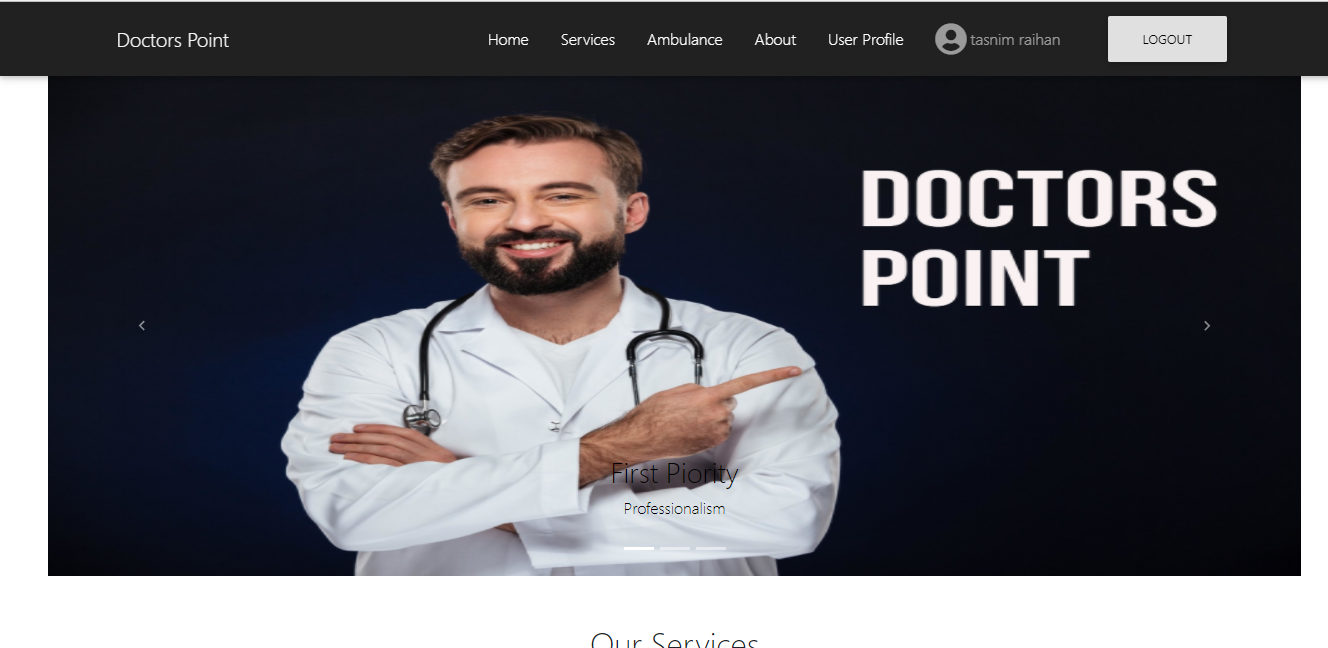 Doctors Point Home Services Ambulance About User Profile tasnim raihan LOGOUT
DOCTORS
POINT
First Piority
Professionalism
Our Services